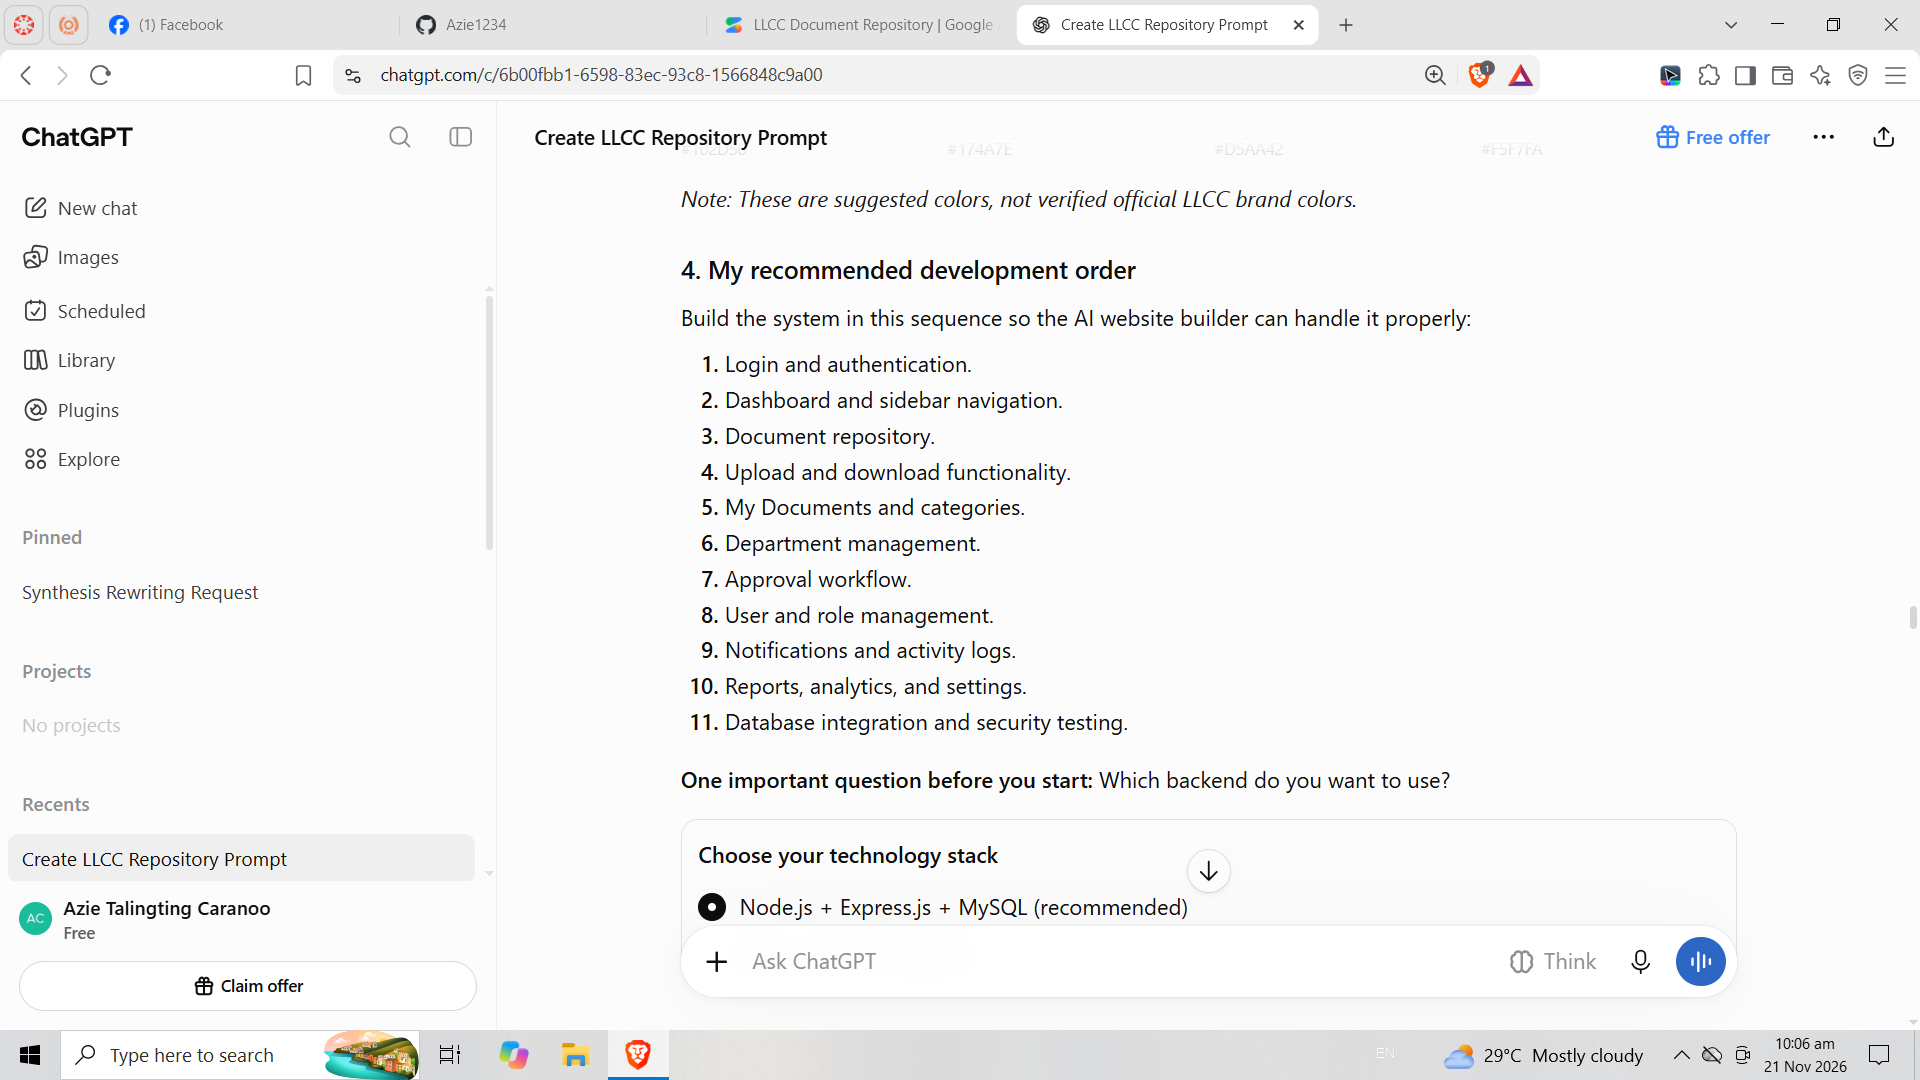 (1) Facebook
Azie1234
LLCC Document Repository | Google
Create LLCC Repository Prompt
chatgpt.com/c/6b00fbb1-6598-83ec-93c8-1566848c9a00
1
ChatGPT
New chat
Images
Scheduled
Library
Plugins
Explore
Pinned
Synthesis Rewriting Request
Projects
No projects
Recents
Create LLCC Repository Prompt
AC
Azie Talingting Caranoo
Free
Claim offer
Create LLCC Repository Prompt
Free offer
#174A7E
#D5AA42
#F5F7FA
Note: These are suggested colors, not verified official LLCC brand colors.
4. My recommended development order
Build the system in this sequence so the AI website builder can handle it properly:
1. Login and authentication.
2. Dashboard and sidebar navigation.
3. Document repository.
4. Upload and download functionality.
5. My Documents and categories.
6. Department management.
7. Approval workflow.
8. User and role management.
9. Notifications and activity logs.
10. Reports, analytics, and settings.
11. Database integration and security testing.
One important question before you start: Which backend do you want to use?
Choose your technology stack
Node.js + Express.js + MySQL (recommended)
Ask ChatGPT
Think
Type here to search
EN
29°C Mostly cloudy
10:06 am
21 Nov 2026